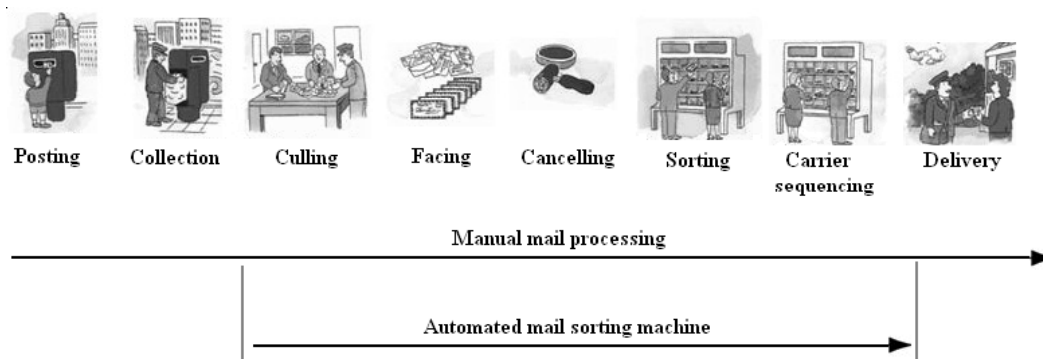 Posting
Collection
Culling
Facing
Cancelling
Sorting
Carrier
sequencing
Delivery
Manual mail processing
Automated mail sorting machine